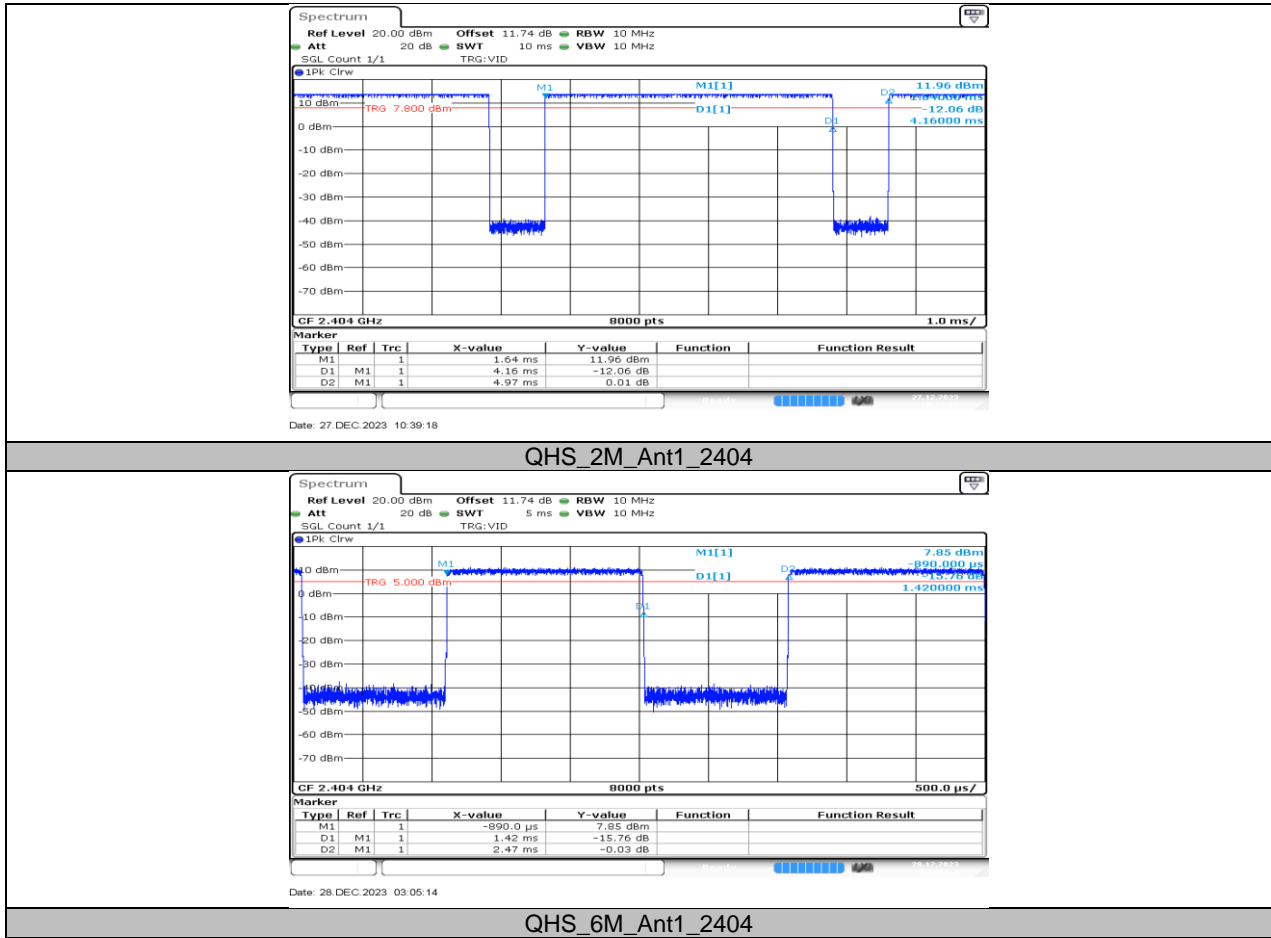 Spectrum
Ref Level 20.00 dBm Offset 11.74 dB RBW 10 MHz
Att 20 dB SWT 10 ms VBW 10 MHz
SGL Count 1/1 TRG:VID
1Pk Clrw
M1[1] 11.96 dBm
M1
D2
10 dBm
TRG 7.800 dBm
D1[1] -12.06 dB
4.16000 ms
D1
0 dBm
-10 dBm
-20 dBm
-30 dBm
-40 dBm
-50 dBm
-60 dBm
-70 dBm
CF 2.404 GHz 8000 pts 1.0 ms/
Marker
Type Ref Trc X-value Y-value Function Function Result
M1 1 1.64 ms 11.96 dBm
D1 M1 1 4.16 ms -12.06 dB
D2 M1 1 4.97 ms 0.01 dB
Date: 27.DEC.2023 10:39:18
QHS_2M_Ant1_2404
Spectrum
Ref Level 20.00 dBm Offset 11.74 dB RBW 10 MHz
Att 20 dB SWT 5 ms VBW 10 MHz
SGL Count 1/1 TRG:VID
1Pk Clrw
M1[1] 7.85 dBm
-890.000 µs
M1
D2
10 dBm
TRG 5.000 dBm
D1[1] -15.76 dB
1.420000 ms
0 dBm
D1
-10 dBm
-20 dBm
-30 dBm
-40 dBm
-50 dBm
-60 dBm
-70 dBm
CF 2.404 GHz 8000 pts 500.0 µs/
Marker
Type Ref Trc X-value Y-value Function Function Result
M1 1 -890.0 µs 7.85 dBm
D1 M1 1 1.42 ms -15.76 dB
D2 M1 1 2.47 ms -0.03 dB
Date: 28.DEC.2023 03:05:14
QHS_6M_Ant1_2404